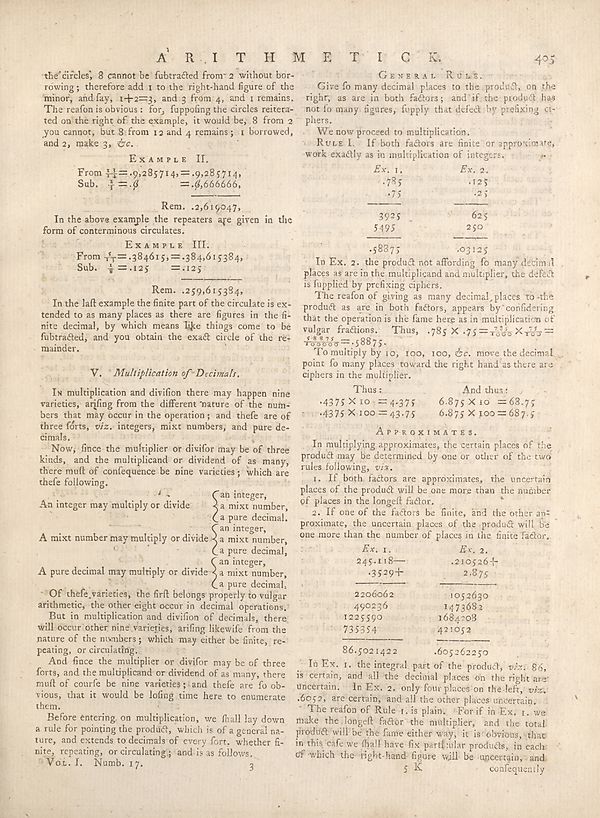 A R I T H M E T I C K. 405
the circles, 8 cannot be ſubtracted from 2 without bor-
rowing; therefore add 1 to the right-hand figure of the
minor, and ſay, 1+2=3, and 3 from 4, and 1 remains.
The reaſon is obvious: for, ſuppoſing the circles reitera-
ted on the right of the example, it would be, 8 from 2
you cannot, but 8 from 12 and 4 remains; 1 borrowed,
and 2, make 3, &c.
EXAMPLE II.
From =.9,285714,=.9,285714,
Sub. =.6̸ =.6̸,666666,
Rem. .2,619047,
In the above example the repeaters are given in the
form of conterminous circulates.
EXAMPLE III.
From =.384615,=.384,615384,
Sub. =.125 =.125
Rem. .259,615384,
In the laſt example the finite part of the circulate is ex-
tended to as many places as there are figures in the fi-
nite decimal, by which means like things come to be
ſubtracted, and you obtain the exact circle of the re-
mainder.
V. Multiplication of Decimals.
IN multiplication and diviſion there may happen nine
varieties, ariſing from the different nature of the num-
bers that may occur in the operation; and theſe are of
three ſorts, viz. integers, mixt numbers, and pure de-
cimals.
Now, ſince the multiplier or diviſor may be of three
kinds, and the multiplicand or dividend of as many,
there muſt of conſequence be nine varieties; which are
theſe following.
an integer,
An integer may multiply or divide a mixt number,
a pure decimal.
an integer,
A mixt number may multiply or divide a mixt number,
a pure decimal,
an integer,
A pure decimal may multiply or divide a mixt number,
a pure decimal,
Of theſe varieties, the firſt belongs properly to vulgar
arithmetic, the other eight occur in decimal operations.
But in multiplication and diviſion of decimals, there
will occur other nine varieties, ariſing likewiſe from the
nature of the numbers; which may either be finite, re-
peating, or circulating.
And ſince the multiplier or diviſor may be of three
ſorts, and the multiplicand or dividend of as many, there
muſt of courſe be nine varieties; and theſe are ſo ob-
vious, that it would be loſing time here to enumerate
them.
Before entering on multiplication, we ſhall lay down
a rule for pointing the product, which is of a general na-
ture, and extends to decimals of every ſort, whether fi-
nite, repeating, or circulating; and is as follows.
VOL. I. Numb. 17. 3
GENERAL RULE.
Give ſo many decimal places to the product, on the
right, as are in both factors; and if the product has
not ſo many figures, ſupply that defect by prefixing ci-
phers.
We now proceed to multiplication.
RULE I. If both factors are finite or approximate,
work exactly as in multiplication of integers.
Ex. 1. Ex. 2.
.785 .125
.75 .25
3925 625
5495 250
.58875 .03125
In Ex. 2. the product not affording ſo many decimal
places as are in the multiplicand and multiplier, the defect
is ſupplied by prefixing ciphers.
The reaſon of giving as many decimal places to the
product as are in both factors, appears by conſidering
that the operation is the ſame here as in multiplication of
vulgar fractions. Thus, .785 × .75 = 785/1000 × 75/100 =
58875/100000 = .58875.
To multiply by 10, 100, 100, &c. move the decimal
point ſo many places toward the right hand as there are
ciphers in the multiplier.
Thus: And thus:
.4375 × 10 = 4.375 6.875 × 10 = 68.75
.4375 × 100 = 43.75 6.875 × 100 = 687.5
APPROXIMATES.
In multiplying approximates, the certain places of the
product may be determined by one or other of the two
rules following, viz.
1. If both factors are approximates, the uncertain
places of the product will be one more than the number
of places in the longeſt factor.
2. If one of the factors be finite, and the other ap-
proximate, the uncertain places of the product will be
one more than the number of places in the finite factor.
Ex. 1. Ex. 2.
245.118— .210526+
.3529+ 2.875
2206062 1052630
490236 1473682
1225590 1684208
735354 421052
86.5021422 .605262250
In Ex. 1. the integral part of the product, viz. 86,
is certain, and all the decimal places on the right are
uncertain. In Ex. 2. only four places on the left, viz.
.6052, are certain, and all the other places uncertain.
The reaſon of Rule 1. is plain. For if in Ex. 1. we
make the longeſt factor the multiplier, and the total
product will be the ſame either way, it is obvious, that
in this caſe we ſhall have ſix particular products, in each
of which the right-hand figure will be uncertain, and
5 K conſequently